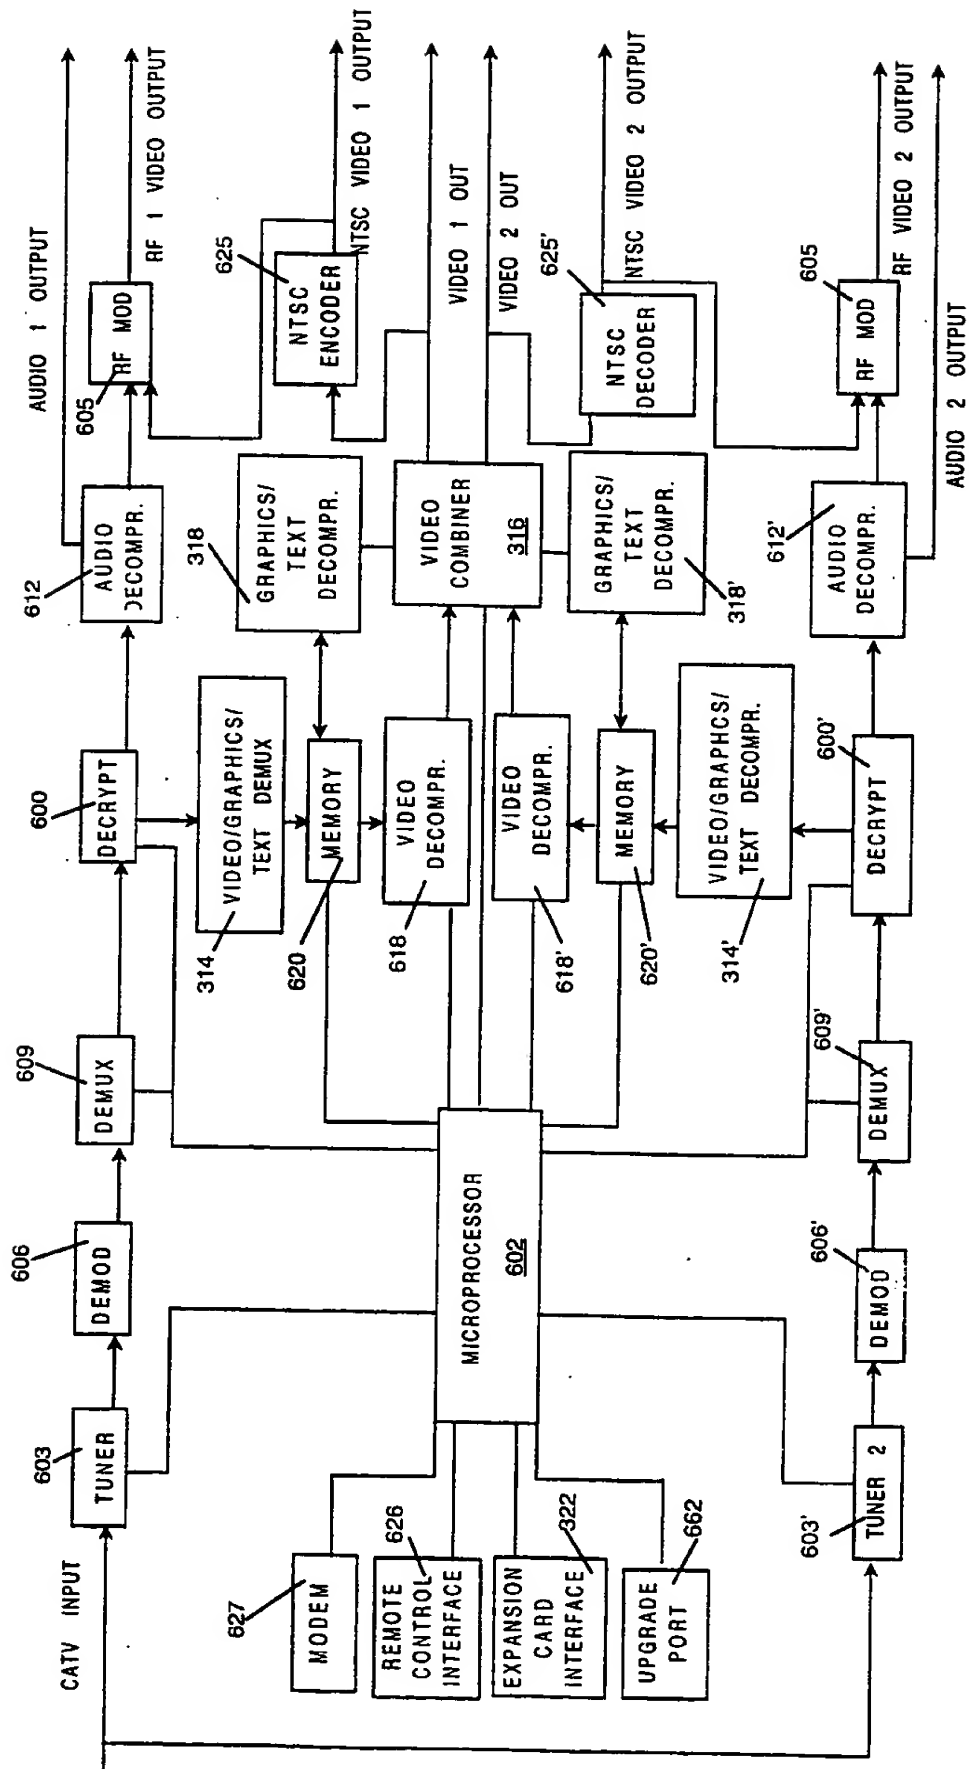 CATV INPUT
603
TUNER
606
DEMOD
609
DEMUX
600
DECRYPT
612
AUDIO
DECOMPR.
605
RF MOD
AUDIO 1 OUTPUT
RF 1 VIDEO OUTPUT
314
VIDEO/GRAPHICS/
TEXT DEMUX
318
GRAPHICS/
TEXT
DECOMPR.
625
NTSC
ENCODER
NTSC VIDEO 1 OUTPUT
627
MODEM
620
MEMORY
626
REMOTE
CONTROL
INTERFACE
618
VIDEO
DECOMPR.
VIDEO
COMBINER
316
VIDEO 1 OUT
VIDEO 2 OUT
MICROPROCESSOR
602
322
EXPANSION
CARD
INTERFACE
618'
VIDEO
DECOMPR.
625'
NTSC
DECODER
NTSC VIDEO 2 OUTPUT
662
UPGRADE
PORT
620'
MEMORY
GRAPHICS/
TEXT
DECOMPR.
318'
314'
VIDEO/GRAPHCS/
TEXT DECOMPR.
603'
TUNER 2
606'
DEMOD
609'
DEMUX
600'
DECRYPT
612'
AUDIO
DECOMPR.
605
RF MOD
RF VIDEO 2 OUTPUT
AUDIO 2 OUTPUT